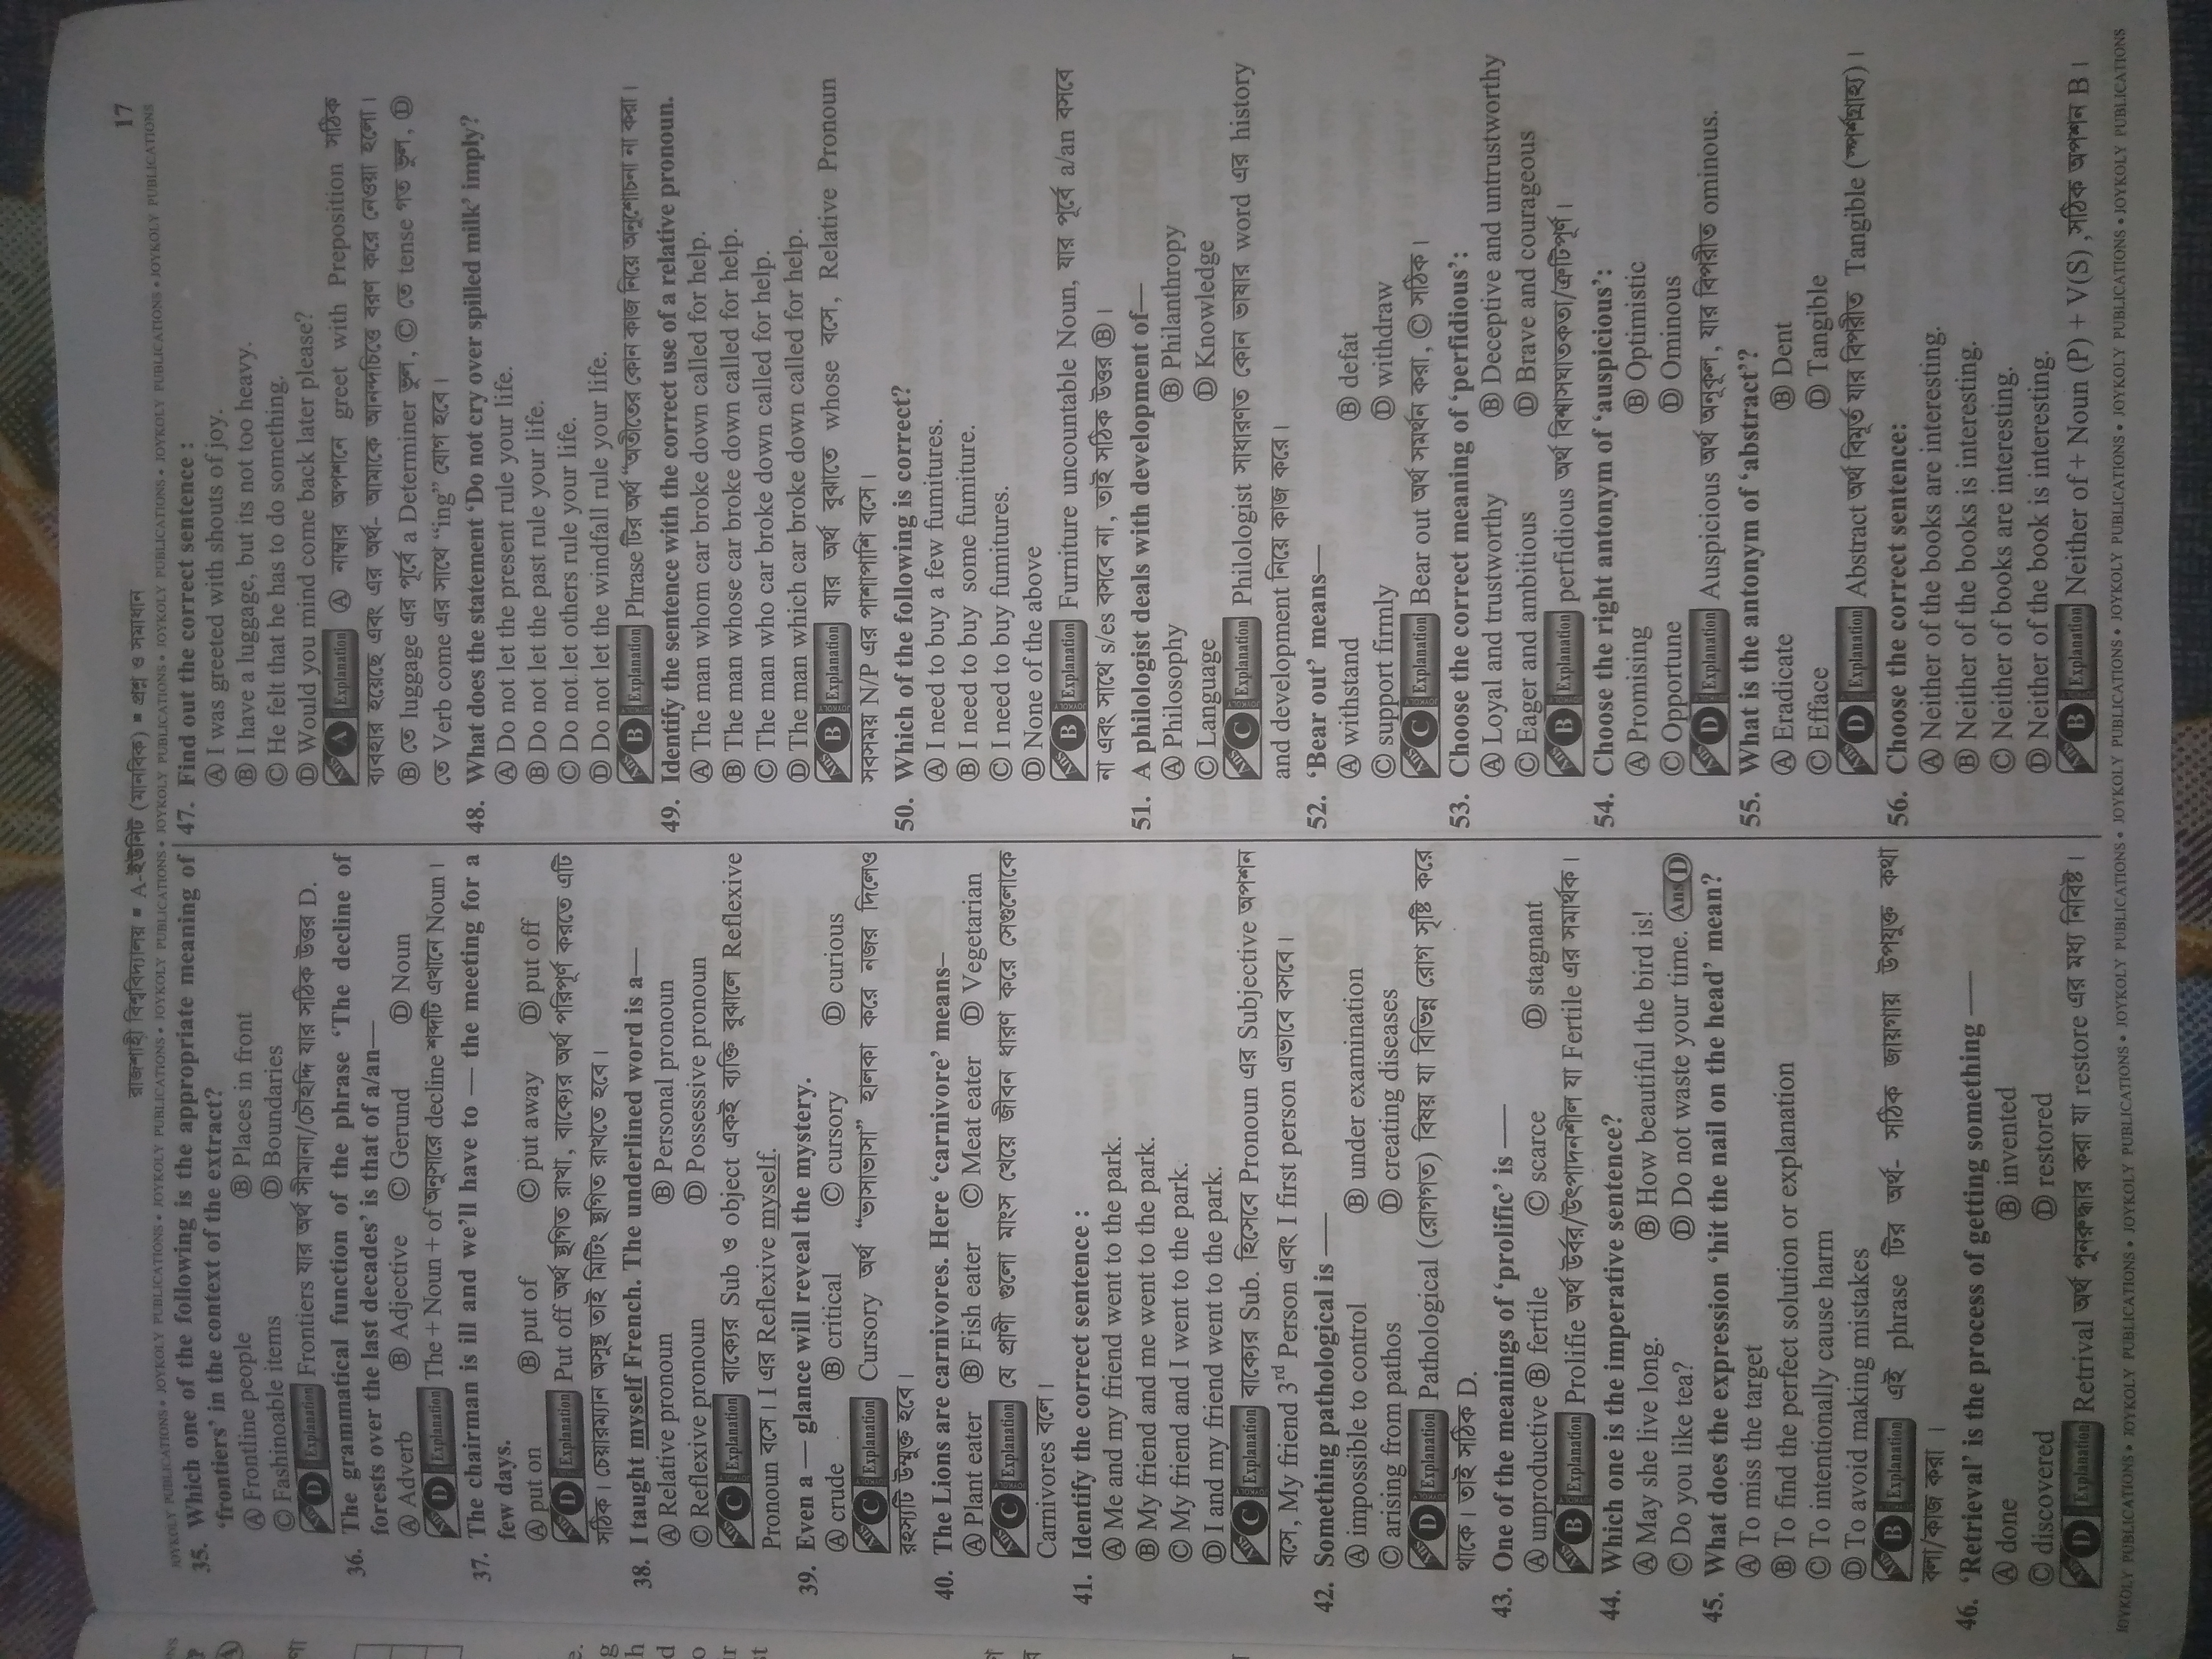 17
রাজশাহী বিশ্ববিদ্যালয় ■ A-ইউনিট (মানবিক) ■ প্রশ্ন ও সমাধান
JOYKOLY PUBLICATIONS • JOYKOLY PUBLICATIONS • JOYKOLY PUBLICATIONS • JOYKOLY PUBLICATIONS • JOYKOLY PUBLICATIONS • JOYKOLY PUBLICATIONS • JOYKOLY PUBLICATIONS • JOYKOLY PUBLICATIONS
35. Which one of the following is the appropriate meaning of
‘frontiers’ in the context of the extract?
Ⓐ Frontline people Ⓑ Places in front
Ⓒ Fashinoable items Ⓓ Boundaries
Ans D Explanation Frontiers যার অর্থ সীমানা/চৌহদ্দি যার সঠিক উত্তর D.
36. The grammatical function of the phrase ‘The decline of
forests over the last decades’ is that of a/an—
Ⓐ Adverb Ⓑ Adjective Ⓒ Gerund Ⓓ Noun
Ans D Explanation The + Noun + of অনুসারে decline শব্দটি এখানে Noun।
37. The chairman is ill and we’ll have to — the meeting for a
few days.
Ⓐ put on Ⓑ put of Ⓒ put away Ⓓ put off
Ans D Explanation Put off অর্থ স্থগিত রাখা, বাক্যের অর্থ পরিপূর্ণ করতে এটি
সঠিক। চেয়ারম্যান অসুস্থ তাই মিটিং স্থগিত রাখতে হবে।
38. I taught myself French. The underlined word is a—
Ⓐ Relative pronoun Ⓑ Personal pronoun
Ⓒ Reflexive pronoun Ⓓ Possessive pronoun
Ans C Explanation বাক্যের Sub ও object একই ব্যক্তি বুঝালে Reflexive
Pronoun বসে। I এর Reflexive myself.
39. Even a — glance will reveal the mystery.
Ⓐ crude Ⓑ critical Ⓒ cursory Ⓓ curious
Ans C Explanation Cursory অর্থ “ভাসাভাসা” হালকা করে নজর দিলেও
রহস্যটি উম্মুক্ত হবে।
40. The Lions are carnivores. Here ‘carnivore’ means–
Ⓐ Plant eater Ⓑ Fish eater Ⓒ Meat eater Ⓓ Vegetarian
Ans C Explanation যে প্রাণী গুলো মাংস খেয়ে জীবন ধারণ করে সেগুলোকে
Carnivores বলে।
41. Identify the correct sentence :
Ⓐ Me and my friend went to the park.
Ⓑ My friend and me went to the park.
Ⓒ My friend and I went to the park.
Ⓓ I and my friend went to the park.
Ans C Explanation বাক্যের Sub. হিসেবে Pronoun এর Subjective অপশন
বসে, My friend 3rd Person এবং I first person এভাবে বসবে।
42. Something pathological is ——
Ⓐ impossible to control Ⓑ under examination
Ⓒ arising from pathos Ⓓ creating diseases
Ans D Explanation Pathological (রোগগত) বিষয় যা বিভিন্ন রোগ সৃষ্টি করে
থাকে। তাই সঠিক D.
43. One of the meanings of ‘prolific’ is ——
Ⓐ unproductive Ⓑ fertile Ⓒ scarce Ⓓ stagnant
Ans B Explanation Prolifie অর্থ উর্বর/উৎপাদনশীল যা Fertile এর সমার্থক।
44. Which one is the imperative sentence?
Ⓐ May she live long. Ⓑ How beautiful the bird is!
Ⓒ Do you like tea? Ⓓ Do not waste your time. Ans D
45. What does the expression ‘hit the nail on the head’ mean?
Ⓐ To miss the target
Ⓑ To find the perfect solution or explanation
Ⓒ To intentionally cause harm
Ⓓ To avoid making mistakes
Ans B Explanation এই phrase টির অর্থ- সঠিক জায়গায় উপযুক্ত কথা
বলা/কাজ করা ।
46. ‘Retrieval’ is the process of getting something ——
Ⓐ done Ⓑ invented
Ⓒ discovered Ⓓ restored
Ans D Explanation Retrival অর্থ পুনরুদ্ধার করা যা restore এর মধ্য নিবিষ্ট।
47. Find out the correct sentence :
Ⓐ I was greeted with shouts of joy.
Ⓑ I have a luggage, but its not too heavy.
Ⓒ He felt that he has to do something.
Ⓓ Would you mind come back later please?
Ans A Explanation Ⓐ নাম্বার অপশনে greet with Preposition সঠিক
ব্যবহার হয়েছে এবং এর অর্থ- আমাকে আনন্দচিত্তে বরণ করে নেওয়া হলো।
Ⓑ তে luggage এর পূর্বে a Determiner ভুল, Ⓒ তে tense গত ভুল, Ⓓ
তে Verb come এর সাথে “ing” যোগ হবে।
48. What does the statement ‘Do not cry over spilled milk’ imply?
Ⓐ Do not let the present rule your life.
Ⓑ Do not let the past rule your life.
Ⓒ Do not let others rule your life.
Ⓓ Do not let the windfall rule your life.
Ans B Explanation Phrase টির অর্থ “অতীতের কোন কাজ নিয়ে অনুশোচনা না করা।
49. Identify the sentence with the correct use of a relative pronoun.
Ⓐ The man whom car broke down called for help.
Ⓑ The man whose car broke down called for help.
Ⓒ The man who car broke down called for help.
Ⓓ The man which car broke down called for help.
Ans B Explanation যার অর্থ বুঝাতে whose বসে, Relative Pronoun
সবসময় N/P এর পাশাপাশি বসে।
50. Which of the following is correct?
Ⓐ I need to buy a few fumitures.
Ⓑ I need to buy some fumiture.
Ⓒ I need to buy fumitures.
Ⓓ None of the above
Ans B Explanation Furniture uncountable Noun, যার পূর্বে a/an বসবে
না এবং সাথে s/es বসবে না, তাই সঠিক উত্তর Ⓑ।
51. A philologist deals with development of—
Ⓐ Philosophy Ⓑ Philanthropy
Ⓒ Language Ⓓ Knowledge
Ans C Explanation Philologist সাধারণত কোন ভাষার word এর history
and development নিয়ে কাজ করে।
52. ‘Bear out’ means—
Ⓐ withstand Ⓑ defat
Ⓒ support firmly Ⓓ withdraw
Ans C Explanation Bear out অর্থ সমর্থন করা, Ⓒ সঠিক।
53. Choose the correct meaning of ‘perfidious’:
Ⓐ Loyal and trustworthy Ⓑ Deceptive and untrustworthy
Ⓒ Eager and ambitious Ⓓ Brave and courageous
Ans B Explanation perfidious অর্থ বিশ্বাসঘাতকতা/ত্রুটিপূর্ণ।
54. Choose the right antonym of ‘auspicious’:
Ⓐ Promising Ⓑ Optimistic
Ⓒ Opportune Ⓓ Ominous
Ans D Explanation Auspicious অর্থ অনূকূল, যার বিপরীত ominous.
55. What is the antonym of ‘abstract’?
Ⓐ Eradicate Ⓑ Dent
Ⓒ Efface Ⓓ Tangible
Ans D Explanation Abstract অর্থ বিমূর্ত যার বিপরীত Tangible (স্পর্শগ্রাহ্য)।
56. Choose the correct sentence:
Ⓐ Neither of the books are interesting.
Ⓑ Neither of the books is interesting.
Ⓒ Neither of books are interesting.
Ⓓ Neither of the book is interesting.
Ans B Explanation Neither of + Noun (P) + V(S) ,সঠিক অপশন B।
JOYKOLY PUBLICATIONS • JOYKOLY PUBLICATIONS • JOYKOLY PUBLICATIONS • JOYKOLY PUBLICATIONS • JOYKOLY PUBLICATIONS • JOYKOLY PUBLICATIONS • JOYKOLY PUBLICATIONS • JOYKOLY PUBLICATIONS